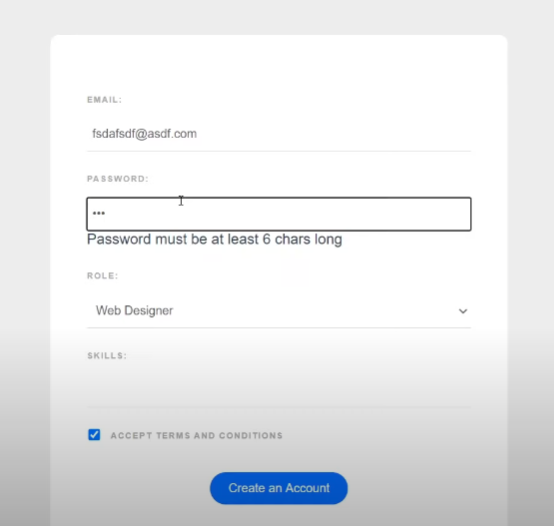 EMAIL:
fsdafsdf@asdf.com
PASSWORD:
•••
Password must be at least 6 chars long
ROLE:
Web Designer
SKILLS:
ACCEPT TERMS AND CONDITIONS
Create an Account